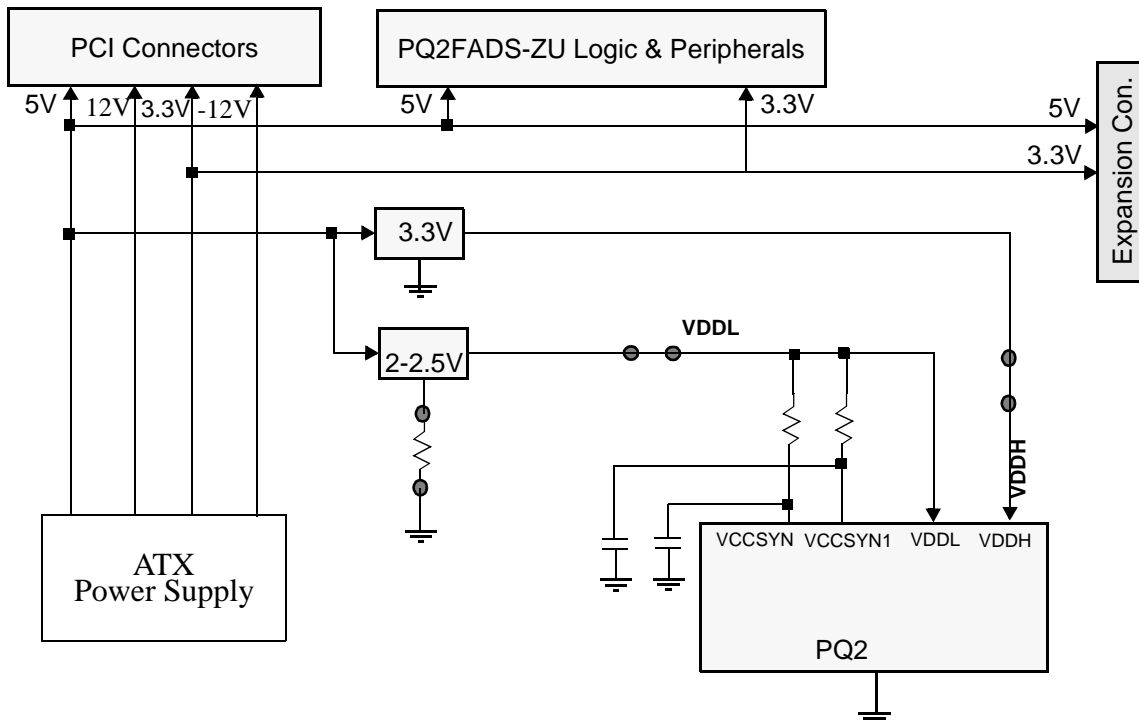 PCI Connectors
PQ2FADS-ZU Logic & Peripherals
5V
12V
3.3V
-12V
5V
3.3V
5V
3.3V
Expansion Con.
3.3V
VDDL
2-2.5V
VDDH
VCCSYN
VCCSYN1
VDDL
VDDH
ATX
Power Supply
PQ2